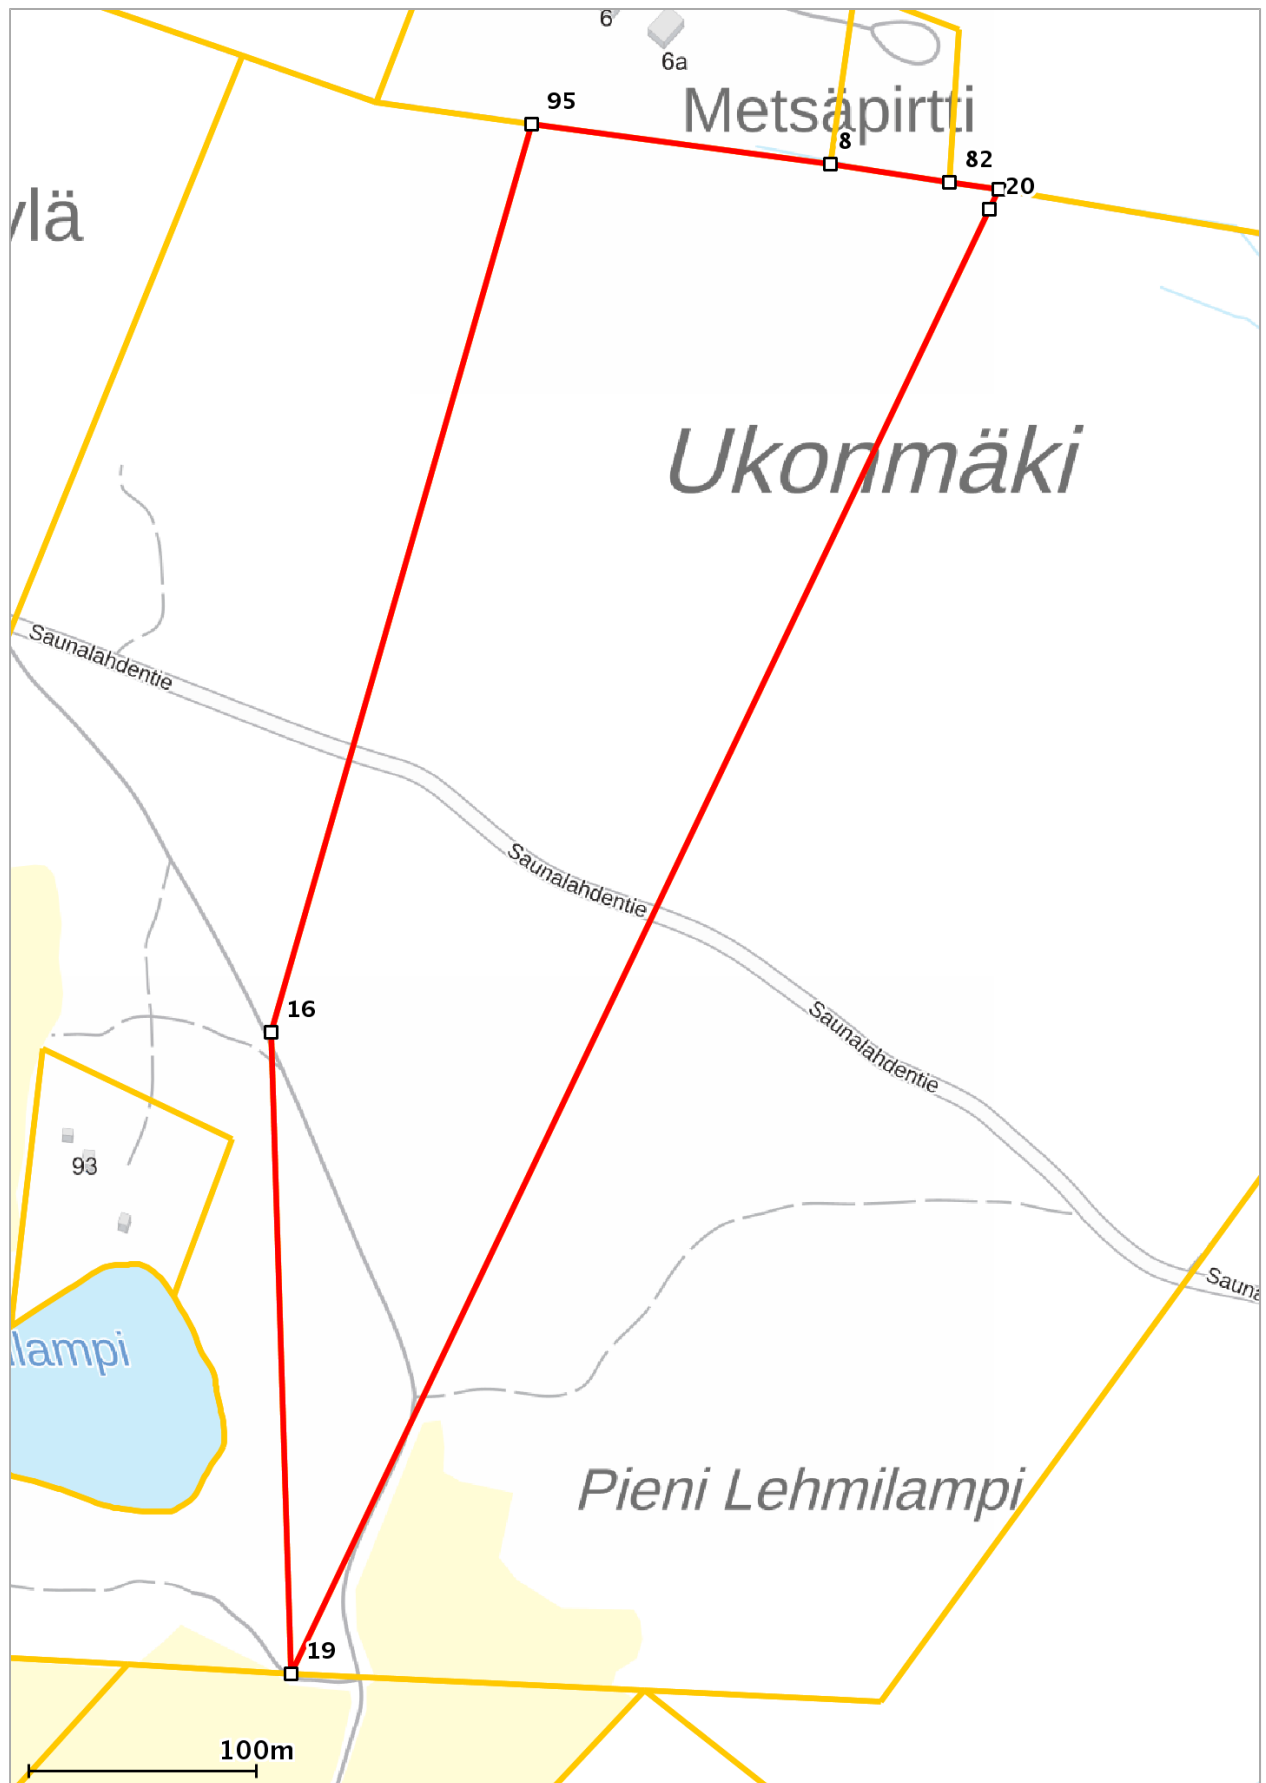 6
6a
95
Metsäpirtti
8
82
20
ylä
Ukonmäki
Saunalahdentie
Saunalahdentie
16
Saunalahdentie
93
Sauna
lampi
Pieni Lehmilampi
19
100m